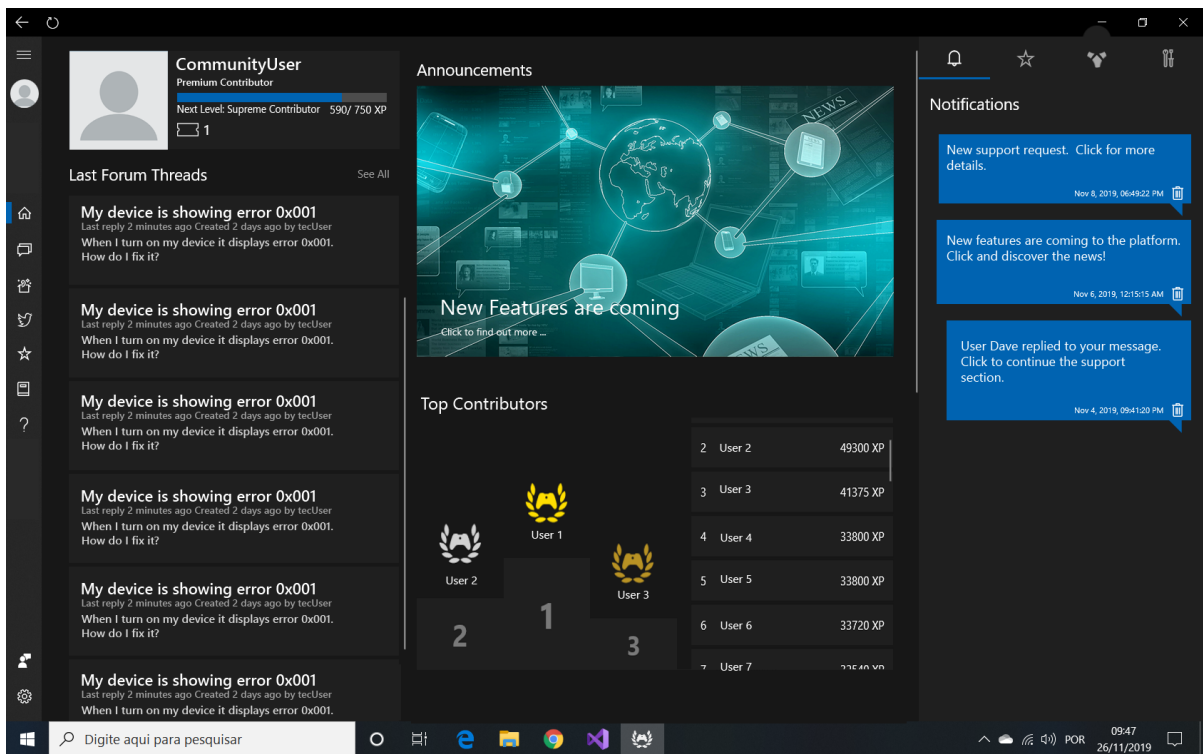 CommunityUser
Premium Contributor
Next Level: Supreme Contributor 590/ 750 XP
1
Last Forum Threads See All
My device is showing error 0x001
Last reply 2 minutes ago Created 2 days ago by tecUser
When I turn on my device it displays error 0x001.
How do I fix it?
My device is showing error 0x001
Last reply 2 minutes ago Created 2 days ago by tecUser
When I turn on my device it displays error 0x001.
How do I fix it?
My device is showing error 0x001
Last reply 2 minutes ago Created 2 days ago by tecUser
When I turn on my device it displays error 0x001.
How do I fix it?
My device is showing error 0x001
Last reply 2 minutes ago Created 2 days ago by tecUser
When I turn on my device it displays error 0x001.
How do I fix it?
My device is showing error 0x001
Last reply 2 minutes ago Created 2 days ago by tecUser
When I turn on my device it displays error 0x001.
How do I fix it?
My device is showing error 0x001
Last reply 2 minutes ago Created 2 days ago by tecUser
When I turn on my device it displays error 0x001.
Announcements
NEWS
NEWS
New Features are coming
Click to find out more ...
Top Contributors
User 1
User 2
User 3
1
2
3
2 User 2 49300 XP
3 User 3 41375 XP
4 User 4 33800 XP
5 User 5 33800 XP
6 User 6 33720 XP
7 User 7 XP
Notifications
New support request. Click for more
details.
Nov 8, 2019, 06:49:22 PM
New features are coming to the platform.
Click and discover the news!
Nov 6, 2019, 12:15:15 AM
User Dave replied to your message.
Click to continue the support
section.
Nov 4, 2019, 09:41:20 PM
Digite aqui para pesquisar
POR
09:47
26/11/2019